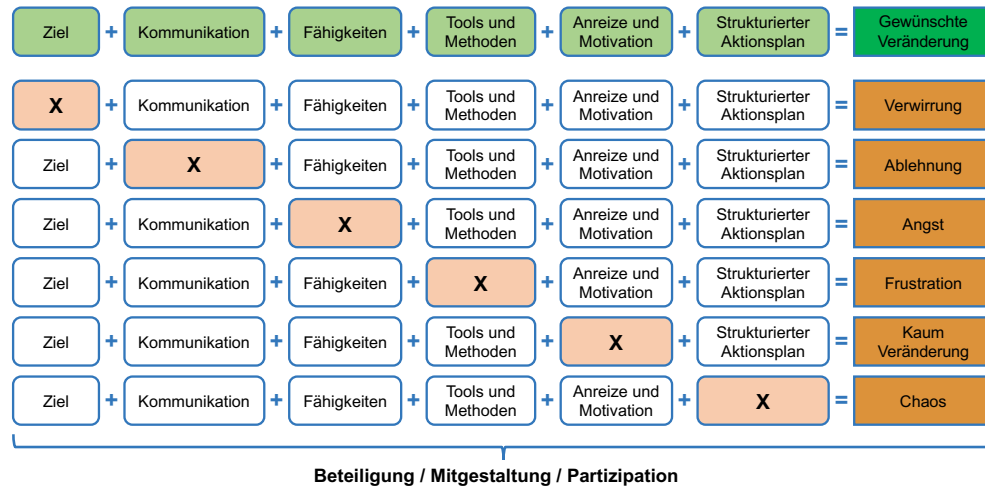 Ziel + Kommunikation + Fähigkeiten + Tools und Methoden + Anreize und Motivation + Strukturierter Aktionsplan = Gewünschte Veränderung
X + Kommunikation + Fähigkeiten + Tools und Methoden + Anreize und Motivation + Strukturierter Aktionsplan = Verwirrung
Ziel + X + Fähigkeiten + Tools und Methoden + Anreize und Motivation + Strukturierter Aktionsplan = Ablehnung
Ziel + Kommunikation + X + Tools und Methoden + Anreize und Motivation + Strukturierter Aktionsplan = Angst
Ziel + Kommunikation + Fähigkeiten + X + Anreize und Motivation + Strukturierter Aktionsplan = Frustration
Ziel + Kommunikation + Fähigkeiten + Tools und Methoden + X + Strukturierter Aktionsplan = Kaum Veränderung
Ziel + Kommunikation + Fähigkeiten + Tools und Methoden + Anreize und Motivation + X = Chaos
Beteiligung / Mitgestaltung / Partizipation